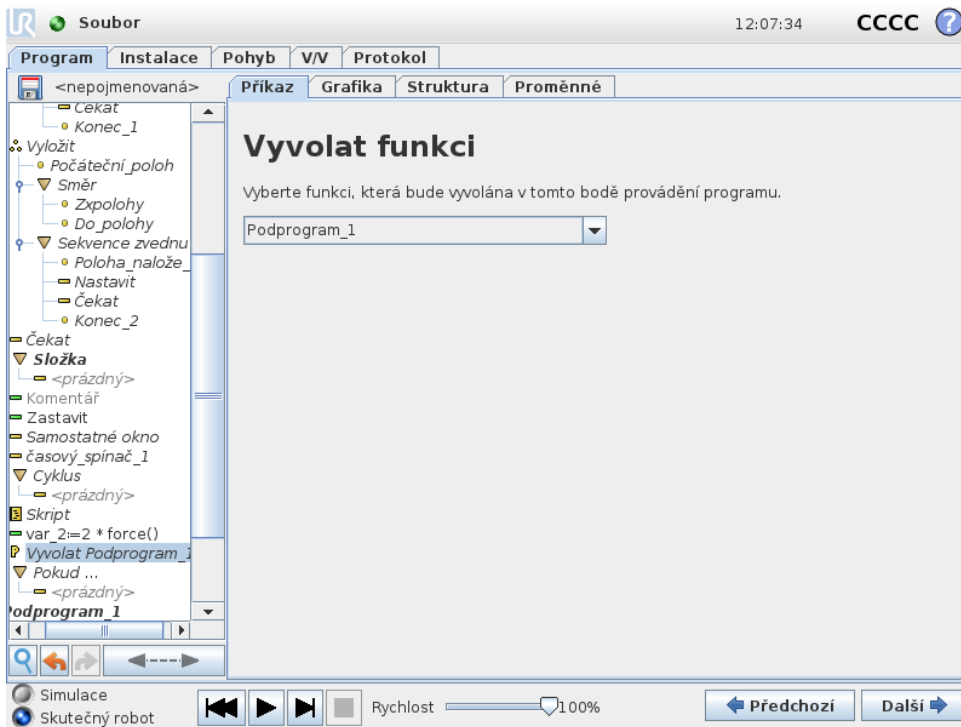 UR Soubor 12:07:34 CCCC ?
Program Instalace Pohyb V/V Protokol
<nepojmenovaná> Příkaz Grafika Struktura Proměnné
Čekat
Konec_1
Vyložit
Počáteční_poloh
Směr
Zxpolohy
Do_polohy
Sekvence zvednu
Poloha_nalože_
Nastavit
Čekat
Konec_2
Čekat
Složka
<prázdný>
Komentář
Zastavit
Samostatné okno
časový_spínač_1
Cyklus
<prázdný>
Skript
var_2:=2 * force()
Vyvolat Podprogram_1
Pokud ...
<prázdný>
Podprogram_1
Vyvolat funkci
Vyberte funkci, která bude vyvolána v tomto bodě provádění programu.
Podprogram_1
Simulace
Skutečný robot
Rychlost 100%
Předchozí Další